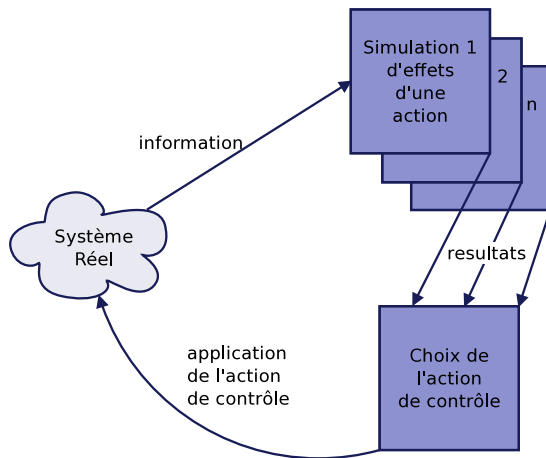 Simulation 1
d'effets
d'une
action
2
n
information
Système
Réel
resultats
application
de l'action
de contrôle
Choix de
l'action
de contrôle